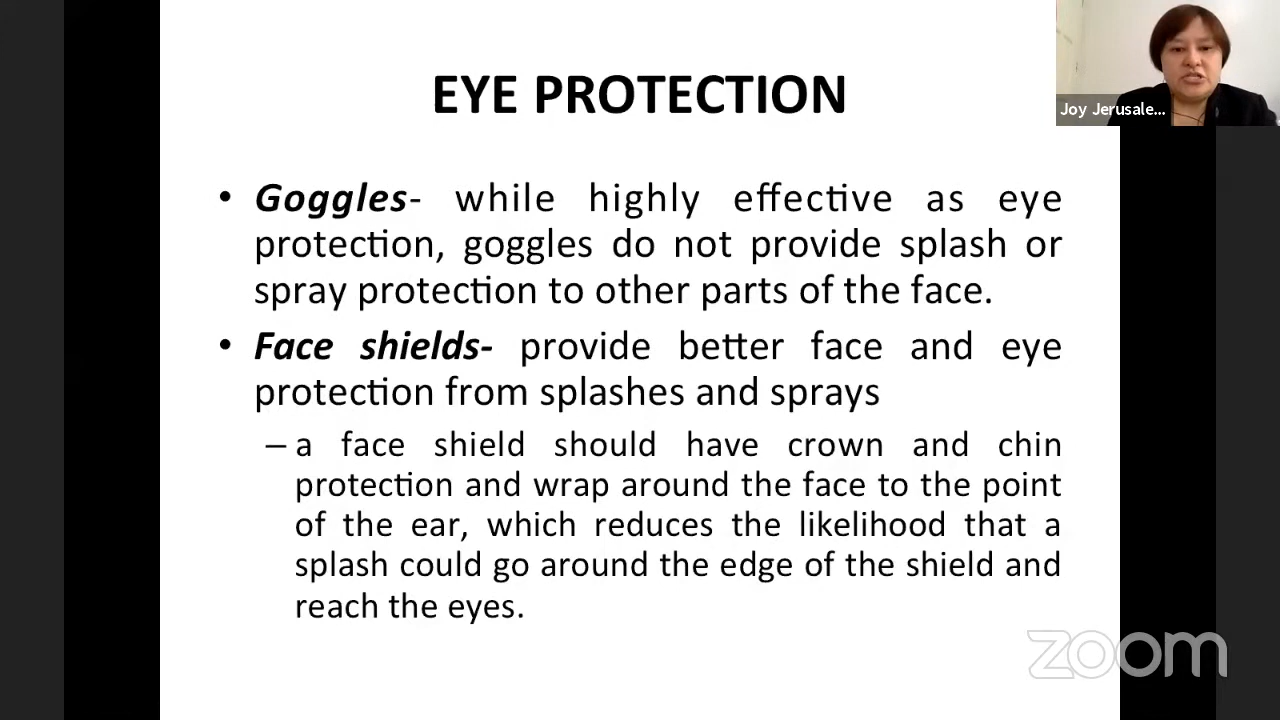 EYE PROTECTION
Joy Jerusale...
• Goggles- while highly effective as eye
protection, goggles do not provide splash or
spray protection to other parts of the face.
• Face shields- provide better face and eye
protection from splashes and sprays
– a face shield should have crown and chin
protection and wrap around the face to the point
of the ear, which reduces the likelihood that a
splash could go around the edge of the shield and
reach the eyes.
zoom